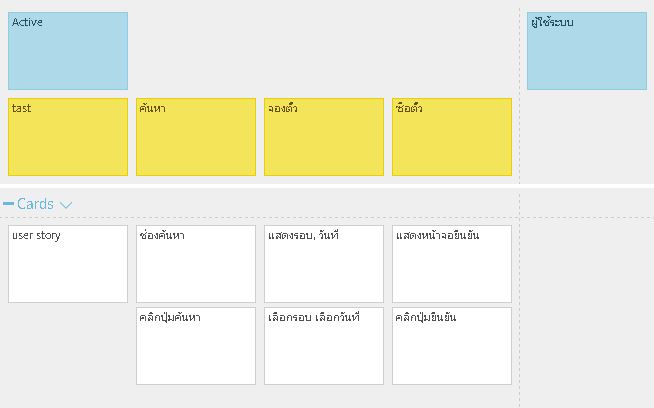 Active
ผู้ใช้ระบบ
tast
ค้นหา
จองตั๋ว
ซื้อตั๋ว
Cards
user story
ช่องค้นหา
แสดงรอบ, วันที่
แสดงหน้าจอยืนยัน
คลิกปุ่มค้นหา
เลือกรอบ เลือกวันที่
คลิกปุ่มยืนยัน